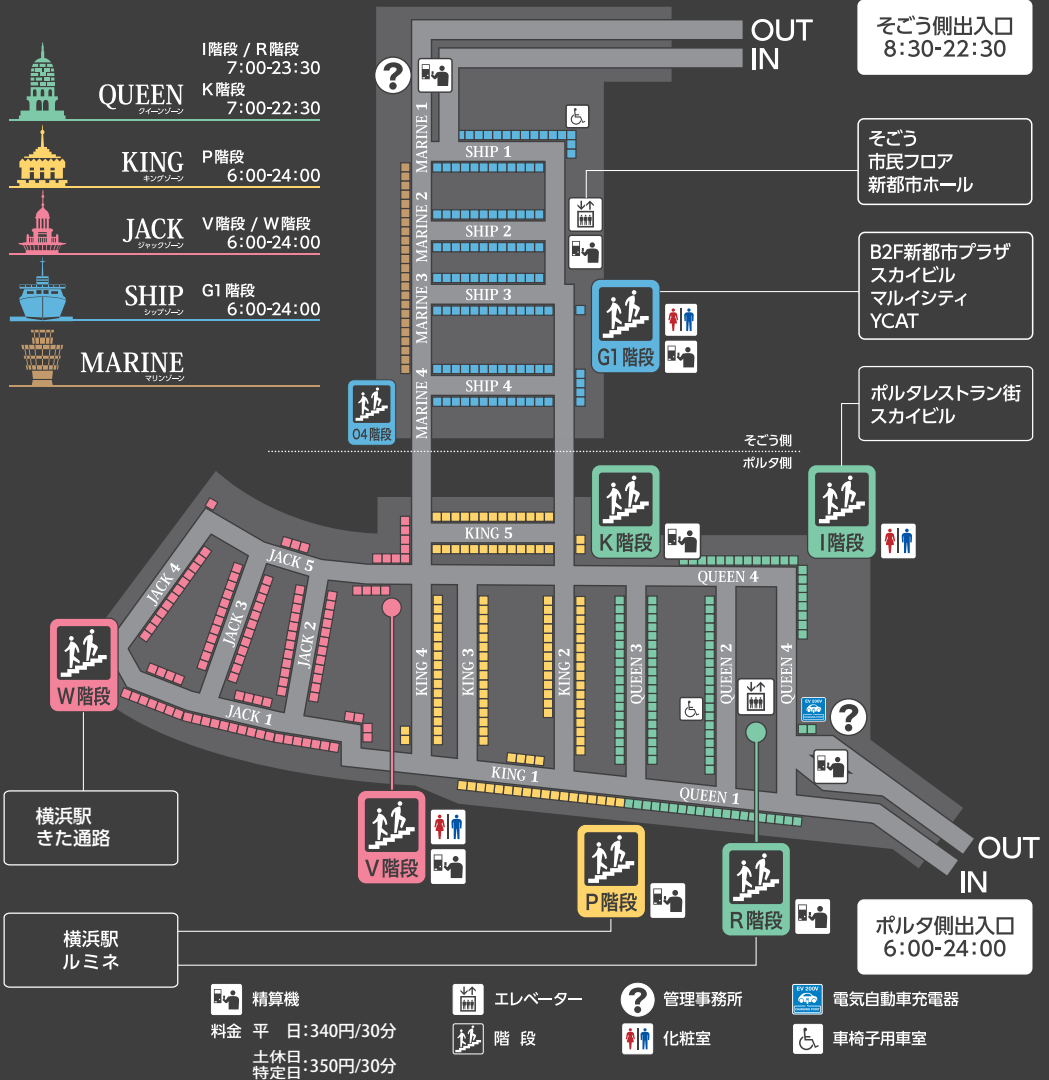 I階段 / R階段
7:00-23:30
QUEEN
クイーンゾーン
K階段
7:00-22:30
KING
キングゾーン
P階段
6:00-24:00
JACK
ジャックゾーン
V階段 / W階段
6:00-24:00
SHIP
シップゾーン
G1階段
6:00-24:00
MARINE
マリンゾーン
OUT
IN
そごう側出入口
8:30-22:30
?
MARINE 1
SHIP 1
そごう
市民フロア
新都市ホール
MARINE 2
SHIP 2
B2F新都市プラザ
スカイビル
マルイシティ
YCAT
MARINE 3
SHIP 3
G1階段
MARINE 4
SHIP 4
04階段
ポルタレストラン街
スカイビル
そごう側
ポルタ側
K階段
I階段
KING 5
JACK 5
QUEEN 4
JACK 4
JACK 3
JACK 2
KING 4
KING 3
KING 2
QUEEN 3
QUEEN 2
QUEEN 4
W階段
JACK 1
EV 200V
?
KING 1
QUEEN 1
横浜駅
きた通路
V階段
P階段
R階段
OUT
IN
横浜駅
ルミネ
ポルタ側出入口
6:00-24:00
精算機
エレベーター
?
管理事務所
EV 200V
電気自動車充電器
料金 平　日:340円/30分
階 段
化粧室
車椅子用車室
土休日
特定日:350円/30分